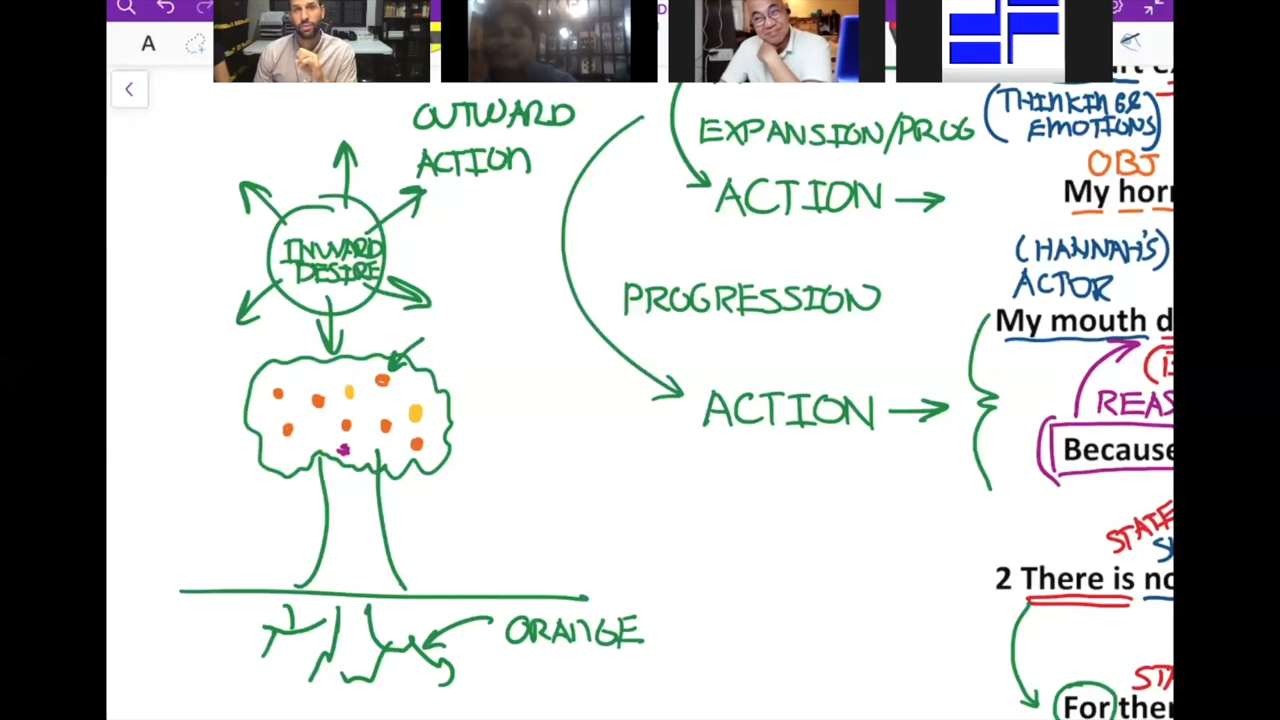 A
OUTWARD
ACTION
INWARD
DESIRE
ORANGE
EXPANSION/PROG
ACTION
PROGRESSION
ACTION
(THINKING &
EMOTIONS)
OBJ
My horn
(HANNAH'S)
ACTOR
My mouth d
REAS
Because
STATE
2 There is no
STA
For ther